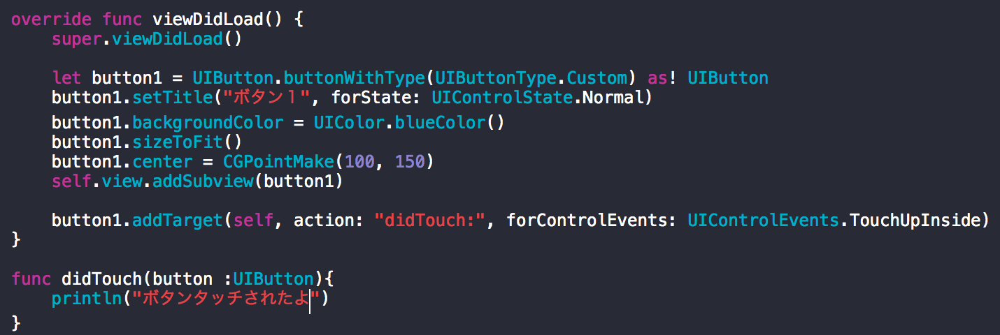 override func viewDidLoad() {
    super.viewDidLoad()

    let button1 = UIButton.buttonWithType(UIButtonType.Custom) as! UIButton
    button1.setTitle("ボタン１", forState: UIControlState.Normal)
    button1.backgroundColor = UIColor.blueColor()
    button1.sizeToFit()
    button1.center = CGPointMake(100, 150)
    self.view.addSubview(button1)

    button1.addTarget(self, action: "didTouch:", forControlEvents: UIControlEvents.TouchUpInside)
}

func didTouch(button :UIButton){
    println("ボタンタッチされたよ")
}